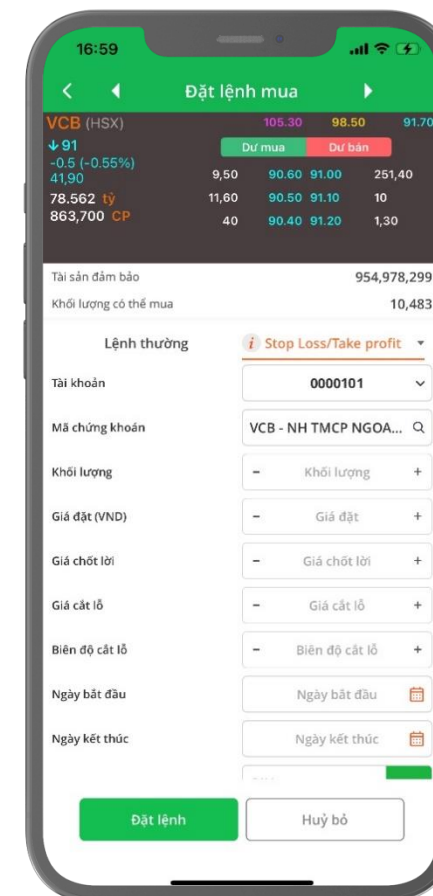 16:59
Đặt lệnh mua
VCB (HSX) 105.30 98.50 91.70
91 Dư mua Dư bán
-0.5 (-0.55%)
41,90 9,50 90.60 91.00 251,40
78.562 tỷ 11,60 90.50 91.10 10
863,700 CP 40 90.40 91.20 1,30
Tài sản đảm bảo 954,978,299
Khối lượng có thể mua 10,483
Lệnh thường i Stop Loss/Take profit
Tài khoản 0000101
Mã chứng khoán VCB - NH TMCP NGOA...
Khối lượng - Khối lượng +
Giá đặt (VND) - Giá đặt +
Giá chốt lời - Giá chốt lời +
Giá cắt lỗ - Giá cắt lỗ +
Biên độ cắt lỗ - Biên độ cắt lỗ +
Ngày bắt đầu Ngày bắt đầu
Ngày kết thúc Ngày kết thúc
Đặt lệnh Huỷ bỏ